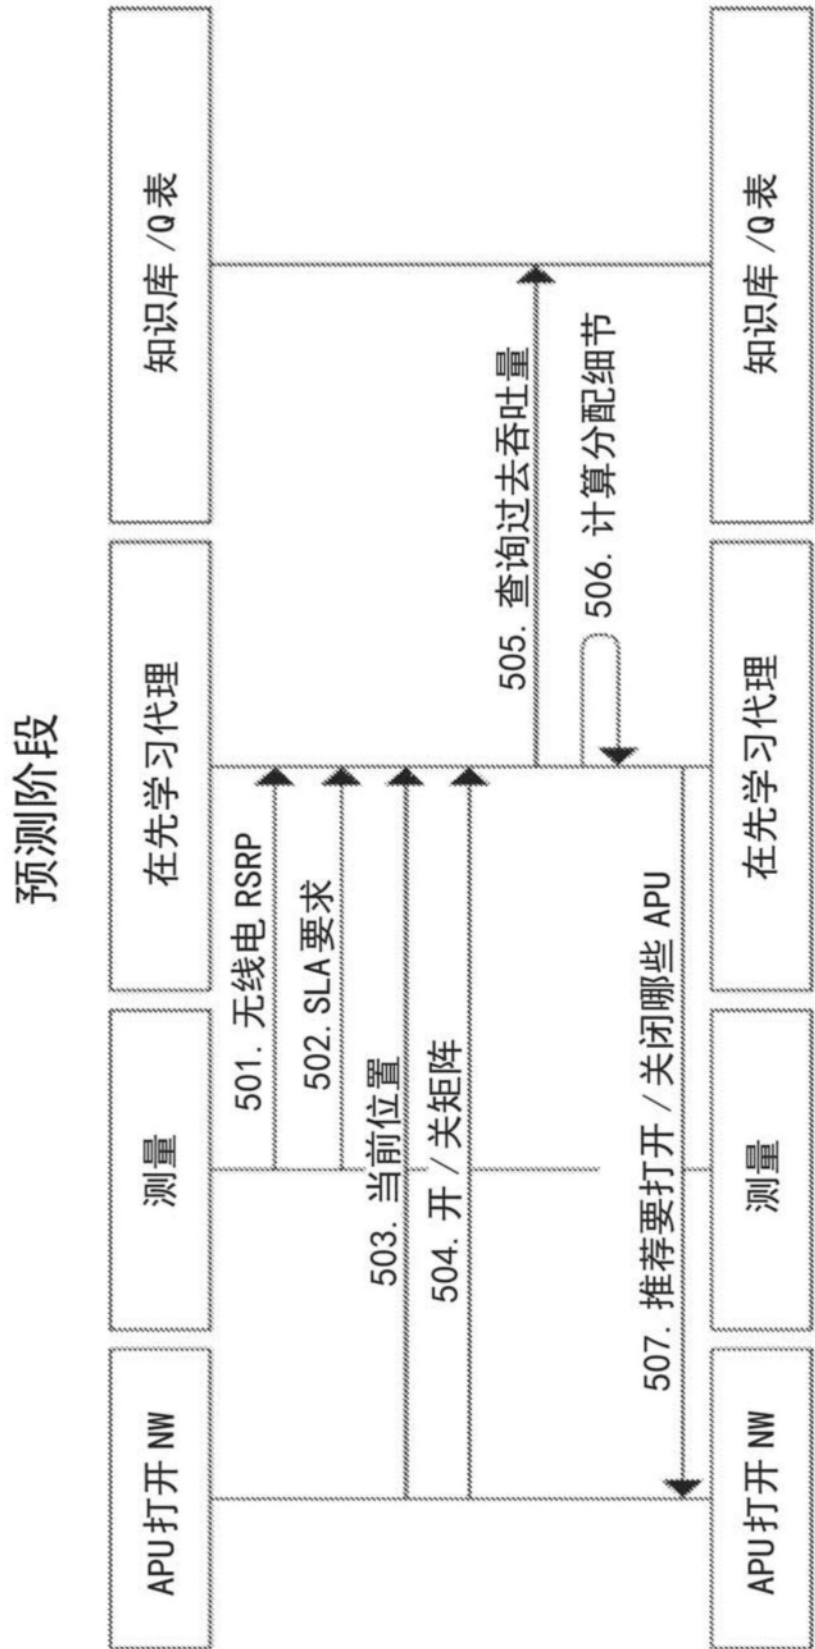 预测阶段
APU打开 NW
测量
在先学习代理
知识库 /Q表
501. 无线电 RSRP
502. SLA要求
503. 当前位置
504. 开 / 关矩阵
505. 查询过去吞吐量
506. 计算分配细节
507. 推荐要打开 / 关闭哪些 APU
APU打开 NW
测量
在先学习代理
知识库 /Q表